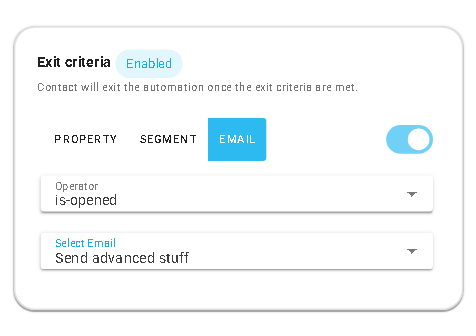 Exit criteria Enabled
Contact will exit the automation once the exit criteria are met.
PROPERTY SEGMENT EMAIL
Operator
is-opened
Select Email
Send advanced stuff